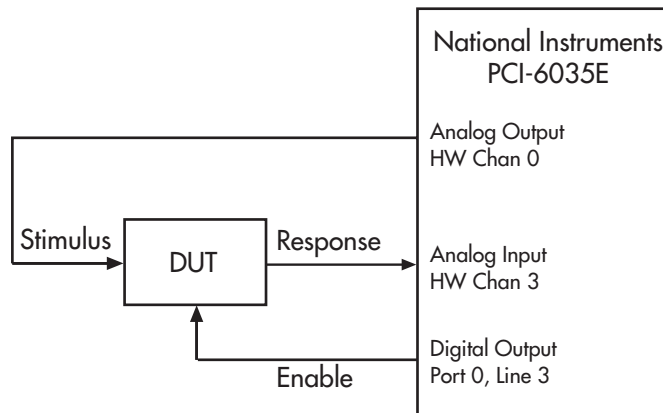 National Instruments
PCI-6035E
Analog Output
HW Chan 0
Stimulus
DUT
Response
Analog Input
HW Chan 3
Enable
Digital Output
Port 0, Line 3